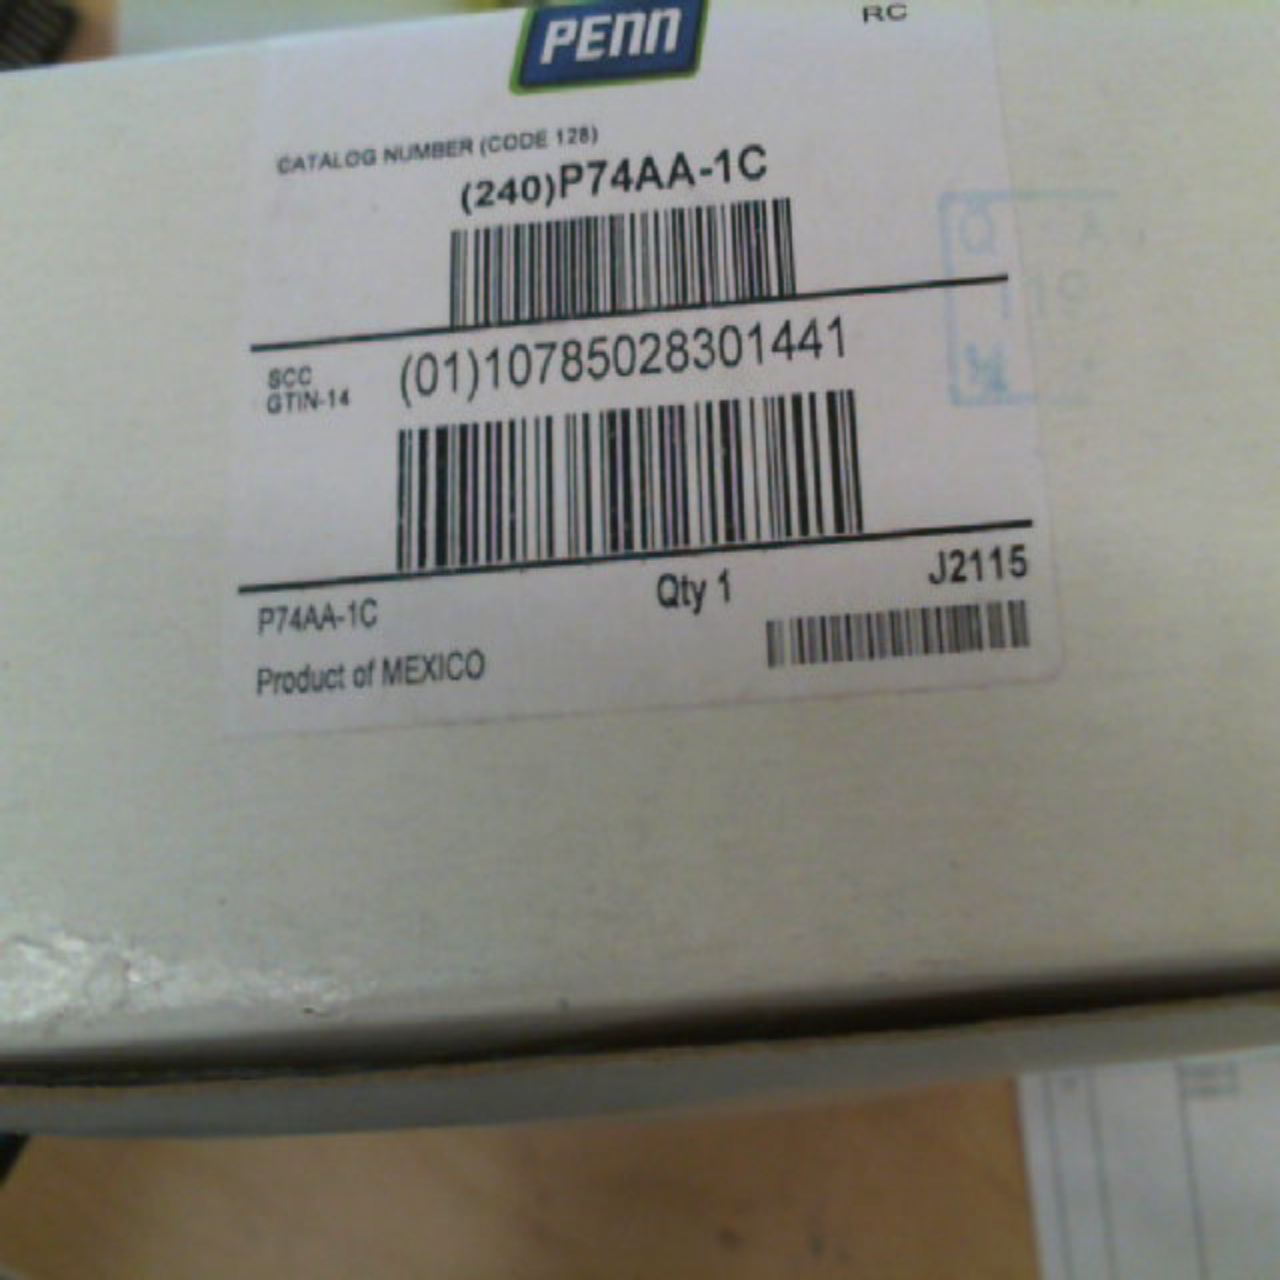 PENN
RC
CATALOG NUMBER (CODE 128)
(240)P74AA-1C
Q A
119
SCC
GTIN-14
(01)10785028301441
Qty 1
J2115
P74AA-1C
Product of MEXICO